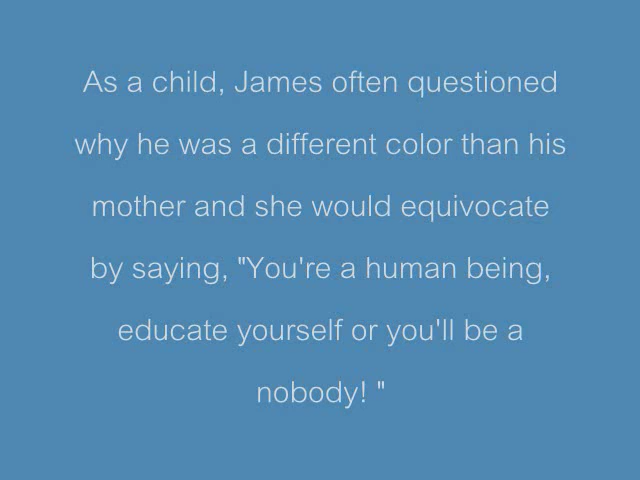 As a child, James often questioned
why he was a different color than his
mother and she would equivocate
by saying, "You're a human being,
educate yourself or you'll be a
nobody! "